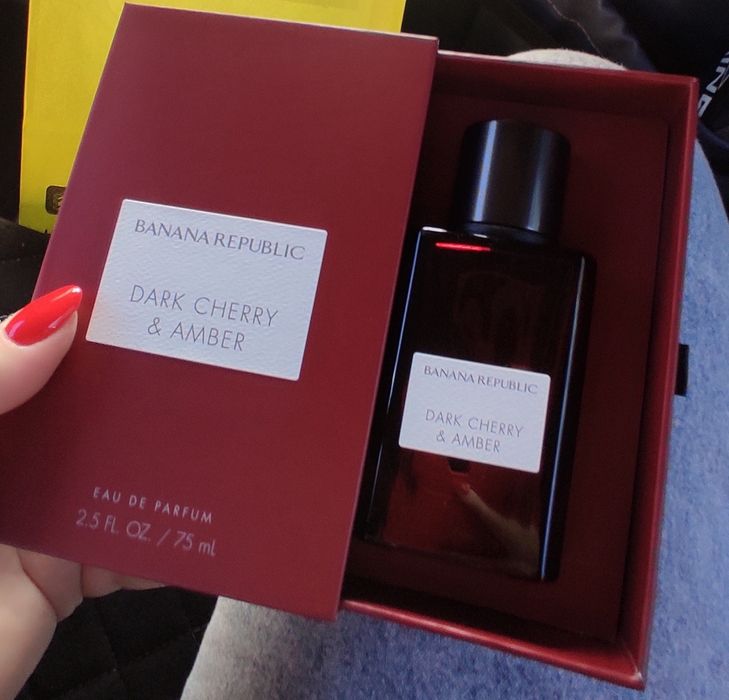 BANANA REPUBLIC
DARK CHERRY
& AMBER
EAU DE PARFUM
2.5 FL. OZ. / 75 ml
BANANA REPUBLIC
DARK CHERRY
& AMBER